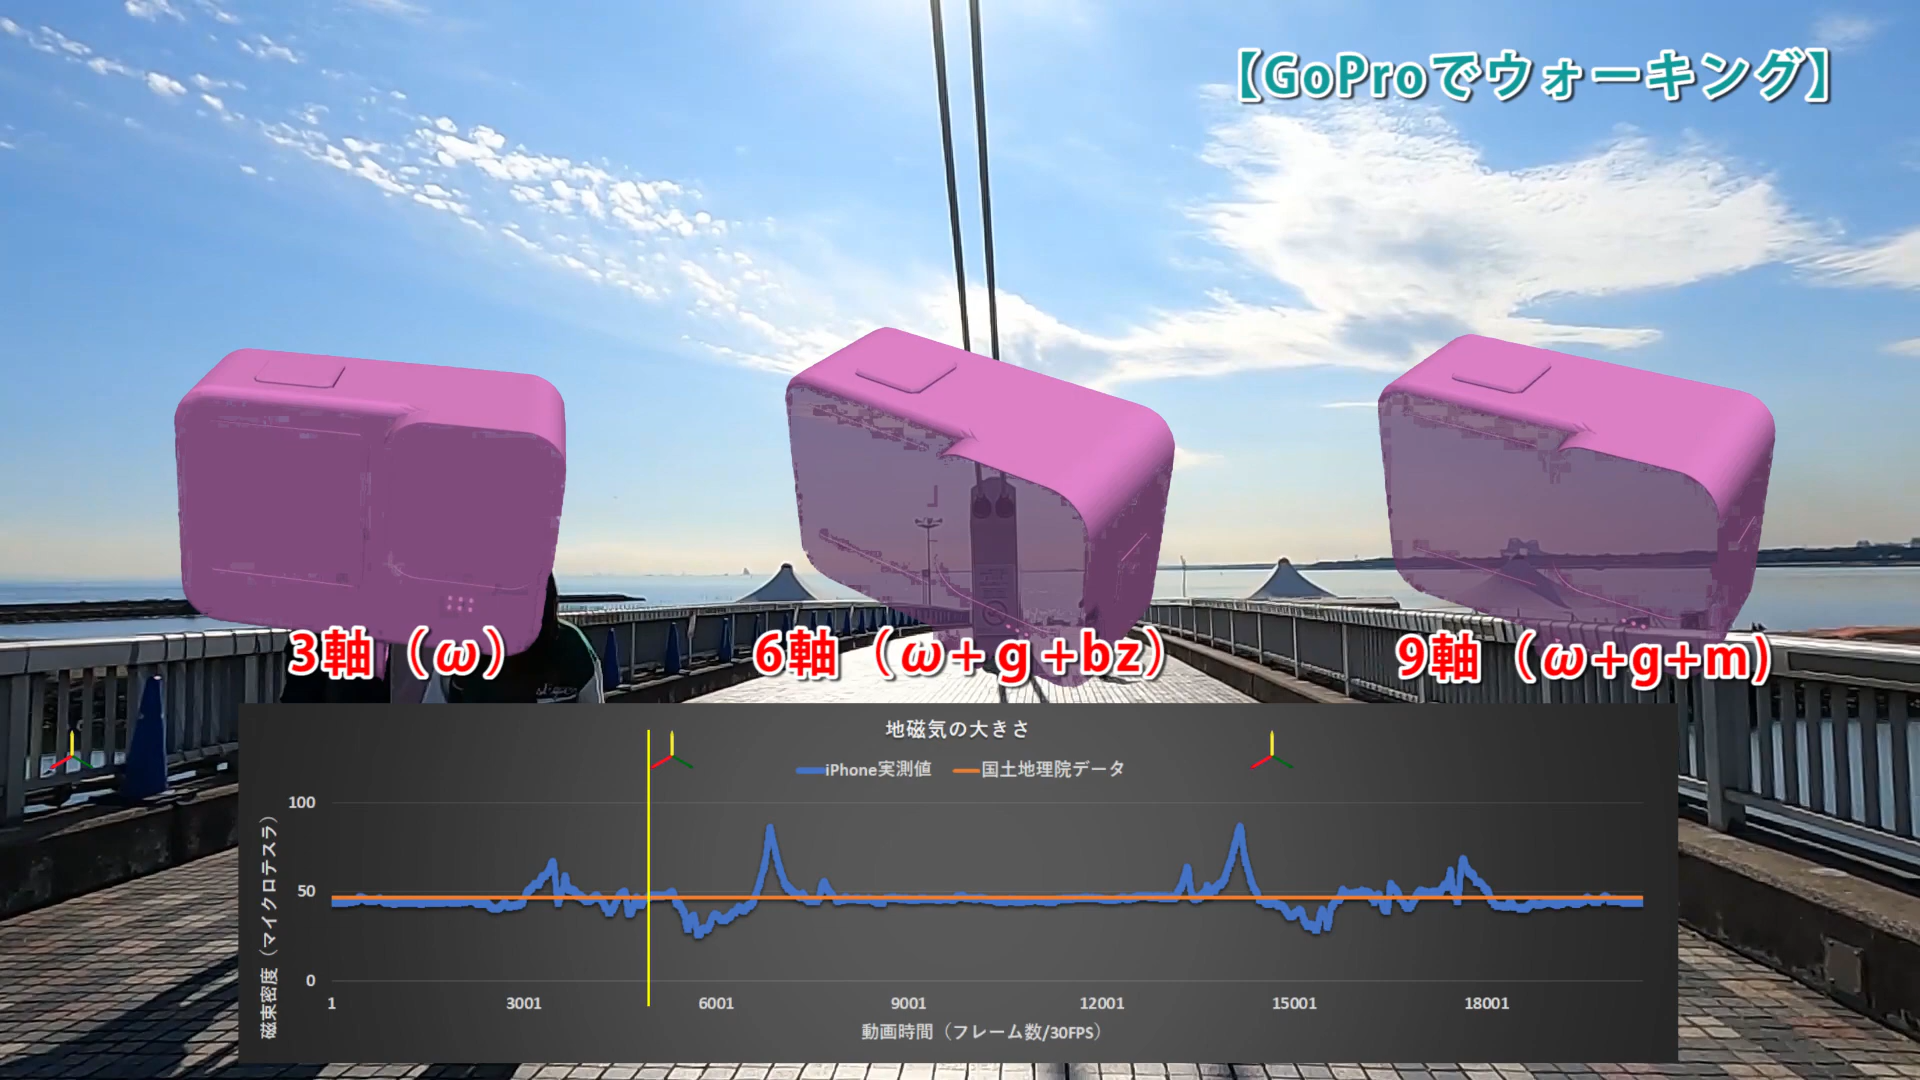 【GoProでウォーキング】
3軸（ω）
6軸（ω+g+bz）
9軸（ω+g+m)
地磁気の大きさ
iPhone実測値 国土地理院データ
磁束密度（マイクロテスラ）
100
50
0
1 3001 6001 9001 12001 15001 18001
動画時間（フレーム数/30FPS）